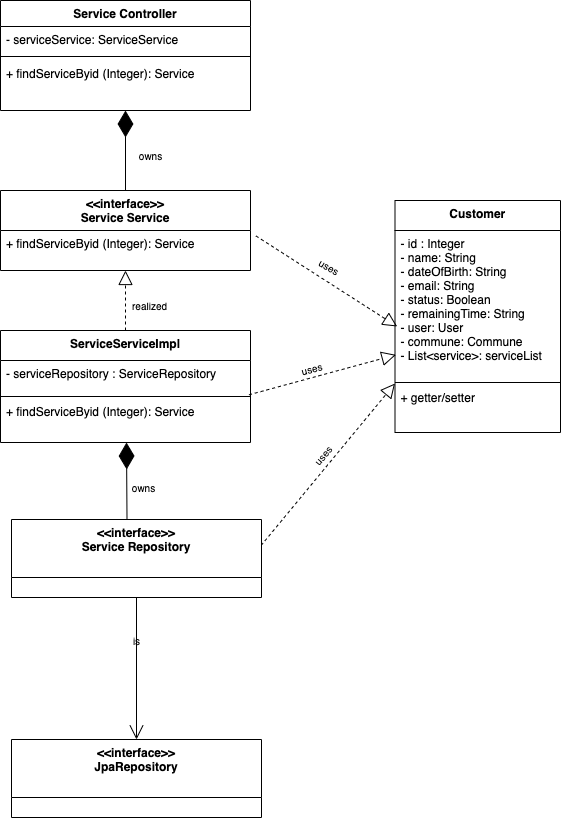 Service Controller
- serviceService: ServiceService
+ findServiceByid (Integer): Service
owns
<<interface>>
Service Service
+ findServiceByid (Integer): Service
uses
Customer
- id : Integer
- name: String
- dateOfBirth: String
- email: String
- status: Boolean
- remainingTime: String
- user: User
- commune: Commune
- List<service>: serviceList
+ getter/setter
realized
ServiceServiceImpl
- serviceRepository : ServiceRepository
+ findServiceByid (Integer): Service
uses
owns
uses
<<interface>>
Service Repository
is
<<interface>>
JpaRepository